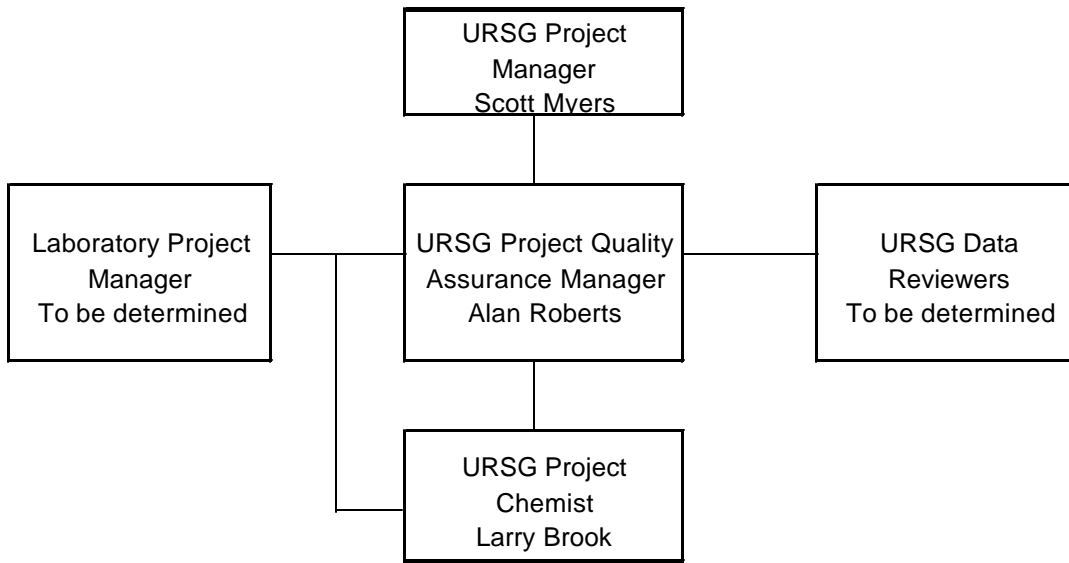 URSG Project
Manager
Scott Myers
Laboratory Project
Manager
To be determined
URSG Project Quality
Assurance Manager
Alan Roberts
URSG Data
Reviewers
To be determined
URSG Project
Chemist
Larry Brook